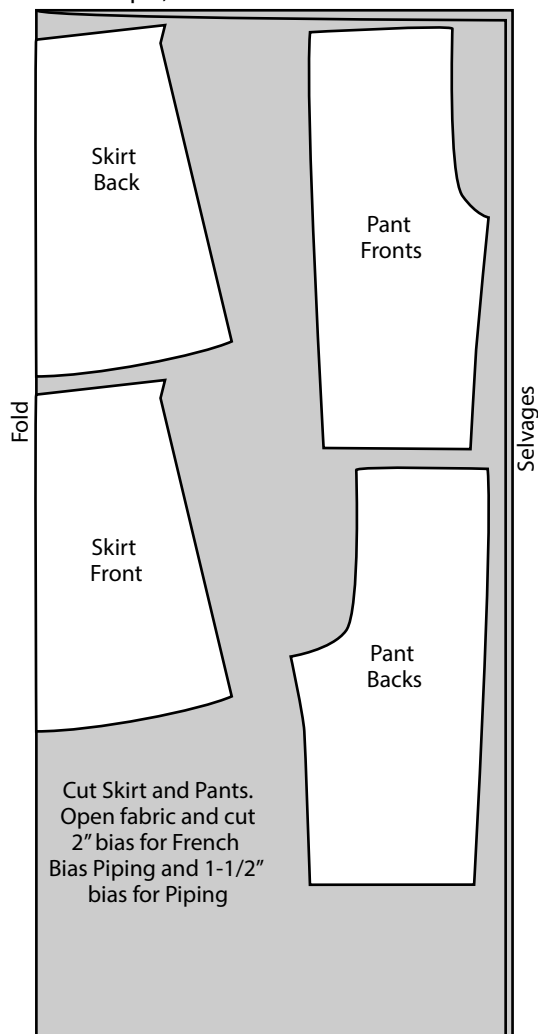 Skirt
Back
Pant
Fronts
Fold
Selvages
Skirt
Front
Pant
Backs
Cut Skirt and Pants.
Open fabric and cut
2" bias for French
Bias Piping and 1-1/2"
bias for Piping